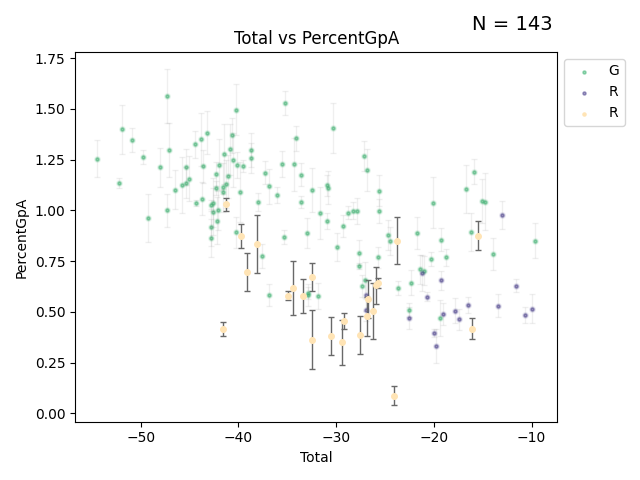 N = 143
Total vs PercentGpA
G
R
R
PercentGpA
1.75
1.50
1.25
1.00
0.75
0.50
0.25
0.00
−50 −40 −30 −20 −10
Total